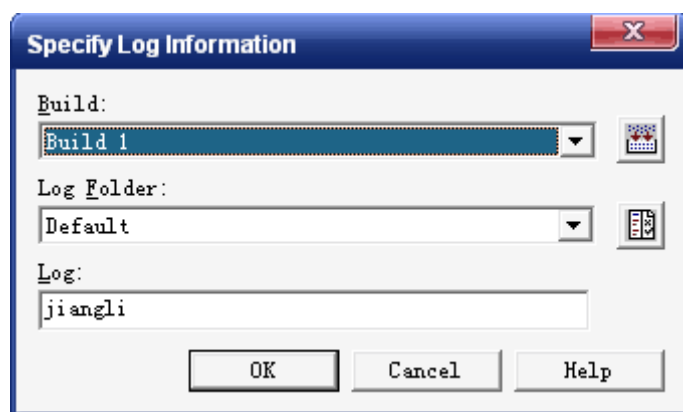 Specify Log Information
Build:
Build 1
Log Folder:
Default
Log:
jiangli
OK Cancel Help